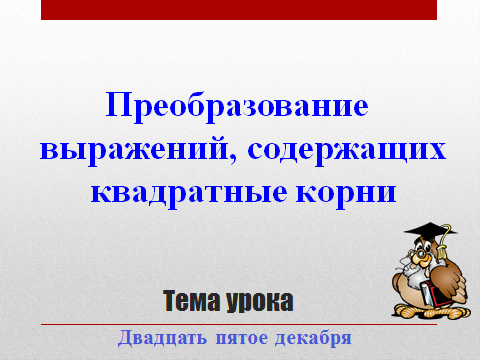 Преобразование
выражений, содержащих
квадратные корни
Тема урока
Двадцать пятое декабря